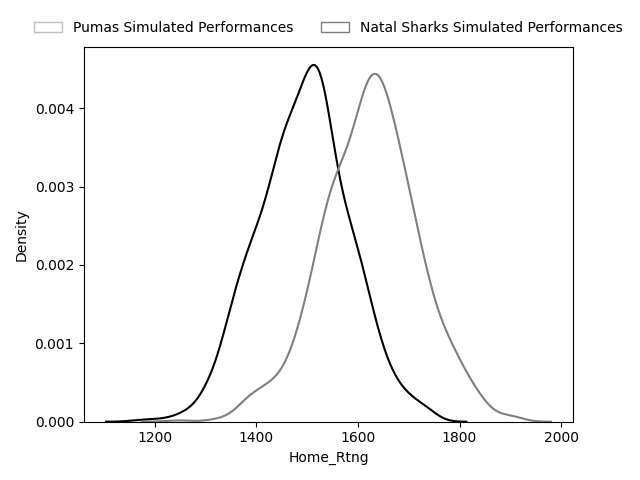 Pumas Simulated Performances Natal Sharks Simulated Performances
0.004
0.003
0.002
0.001
0.000
Density
1200 1400 1600 1800 2000
Home_Rtng